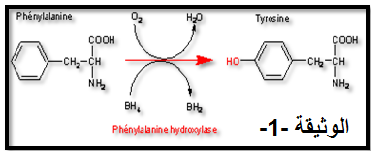 Phénylalanine O₂ H₂O Tyrosine
COOH COOH
CH₂-CH HO CH₂-CH
NH₂ NH₂
BH₄ BH₂
Phénylalanine hydroxylase
الوثيقة -1-